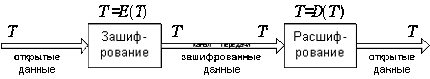 T=E(T) T=D(T)
T Зашиф-
рование T T Расшиф-
рование T
открытые
данные
канал передачи
зашифрованные
данные
открытые
данные